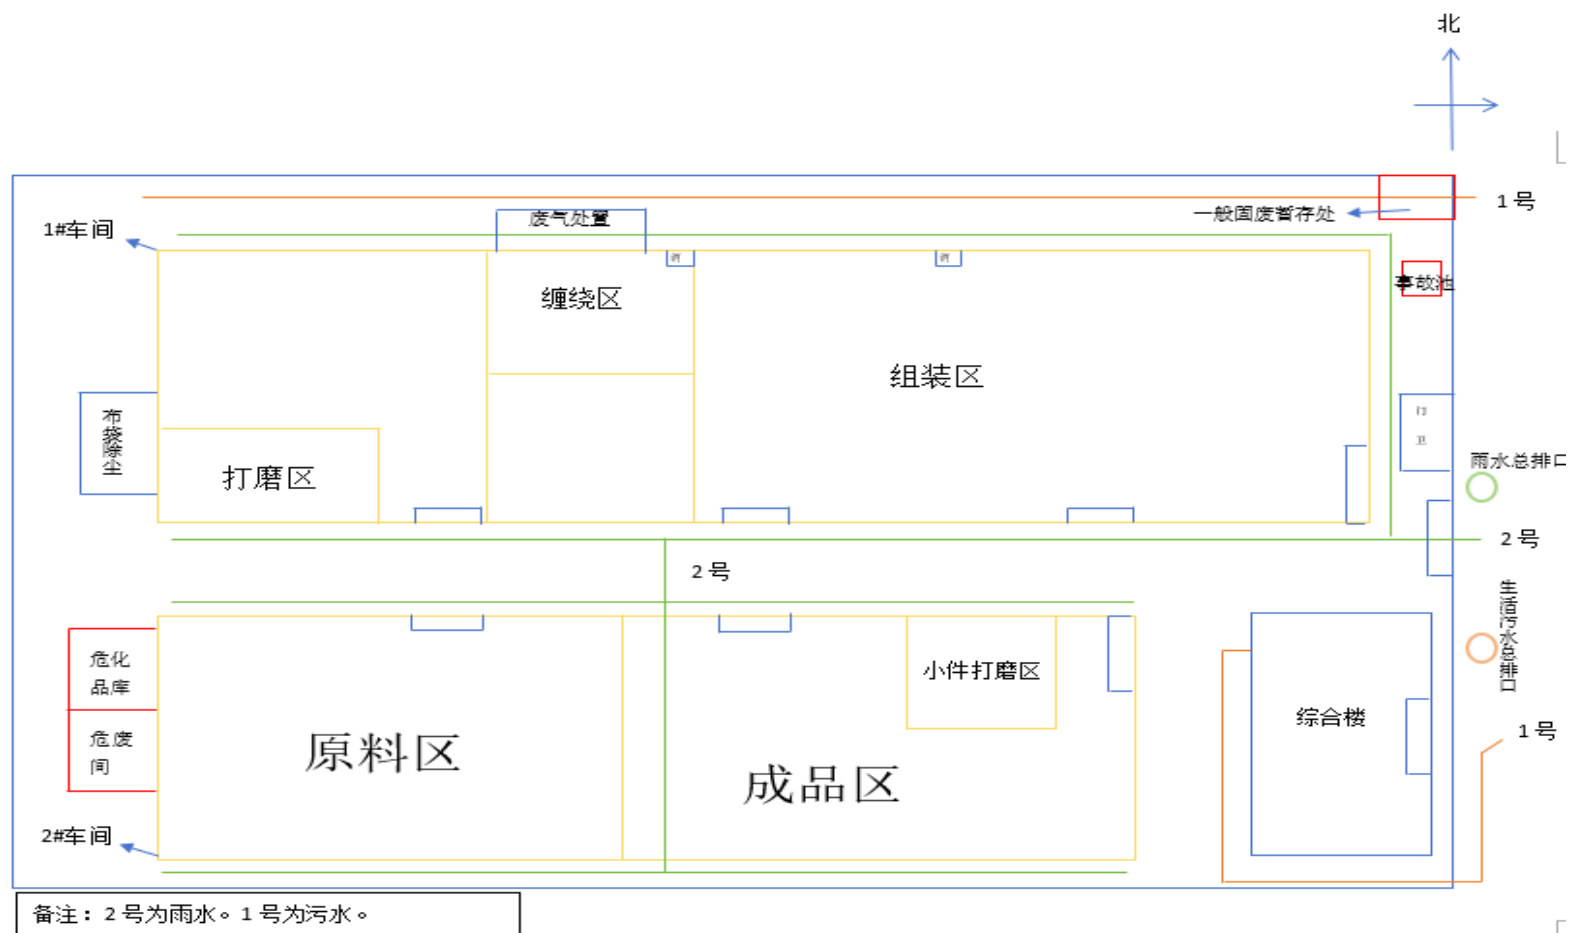 北
1号
1#车间
废气处置
一般固废暂存处
消
消
缠绕区
事故池
组装区
布袋除尘
打磨区
门卫
雨水总排口
2号
2号
生活污水总排口
危化
品库
小件打磨区
危废
间
原料区
成品区
综合楼
1号
2#车间
备注：2号为雨水。1号为污水。